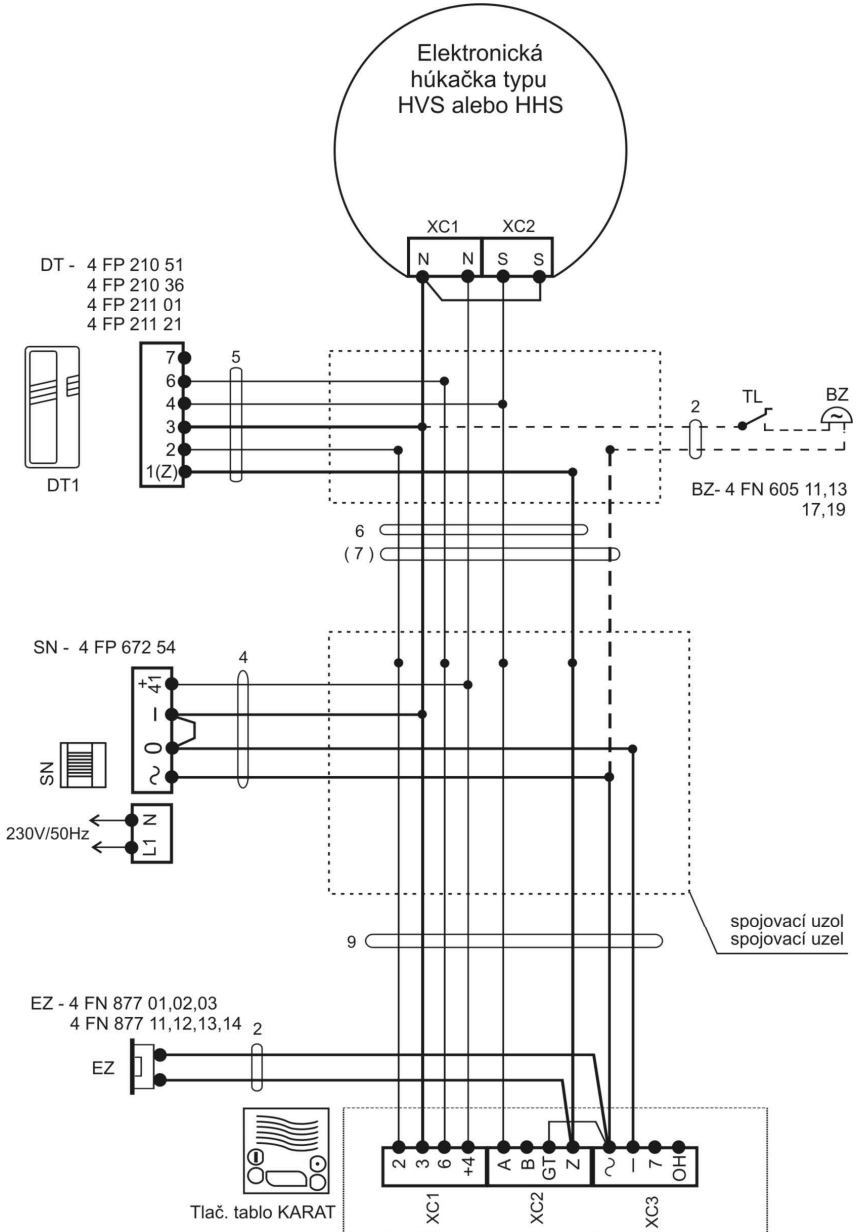 Elektronická
húkačka typu
HVS alebo HHS
XC1 XC2
N N S S
DT - 4 FP 210 51
4 FP 210 36
4 FP 211 01
4 FP 211 21
7
6
4
3
2
1(Z)
5
DT1
2
TL
BZ
BZ- 4 FN 605 11,13
17,19
6
( 7 )
SN - 4 FP 672 54
4
+
41
–
0
~
SN
N
L1
230V/50Hz
9
spojovací uzol
spojovací uzel
EZ - 4 FN 877 01,02,03
4 FN 877 11,12,13,14
2
EZ
Tlač. tablo KARAT
2 3 6 +4 A B GT Z ~ – 7 OH
XC1 XC2 XC3